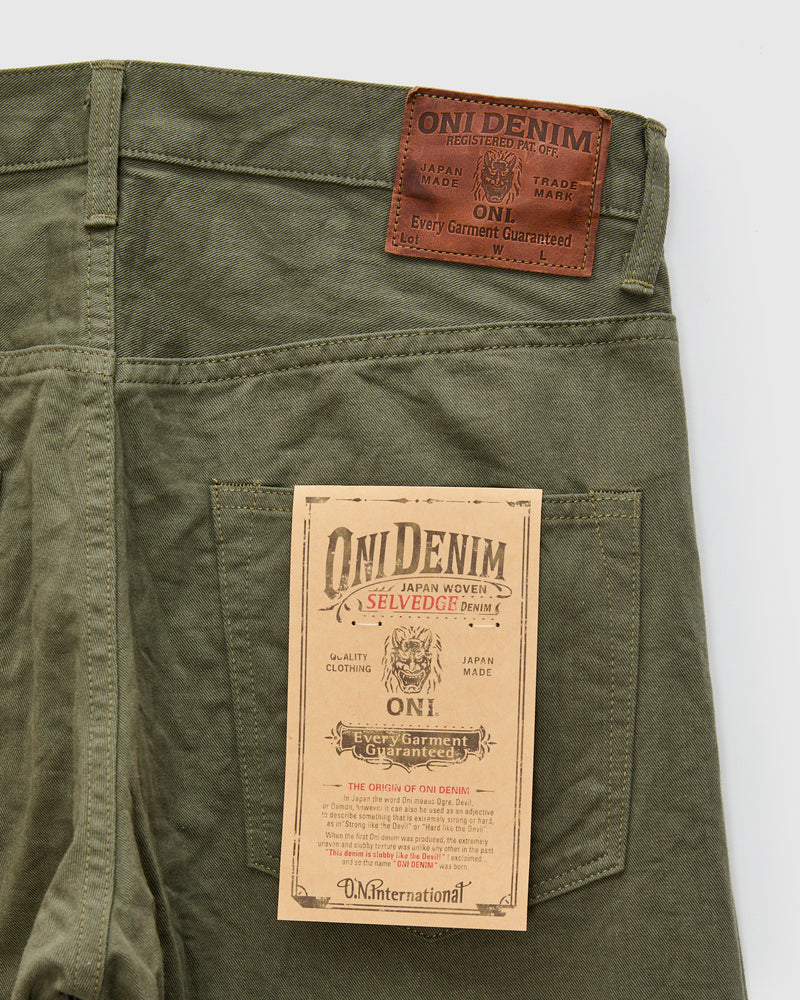 ONI DENIM
REGISTERED PAT. OFF.
JAPAN MADE
TRADE MARK
ONI.
Every Garment Guaranteed
Lot W L
ONI DENIM
JAPAN WOVEN
SELVEDGE DENIM
QUALITY CLOTHING
JAPAN MADE
ONI.
Every Garment
Guaranteed
THE ORIGIN OF ONI DENIM
In Japan the word Oni means Ogre, Devil,
or Demon, however it can also be used as an adjective
to describe something that is extremely strong or hard,
as in "Strong like the Devil" or "Hard like the Devil".
When the first Oni denim was produced, the extremely
uneven and slubby texture was unlike any other in the past.
"This denim is slubby like the Devil!" I exclaimed
and so the name "ONI DENIM" was born
O.N.International